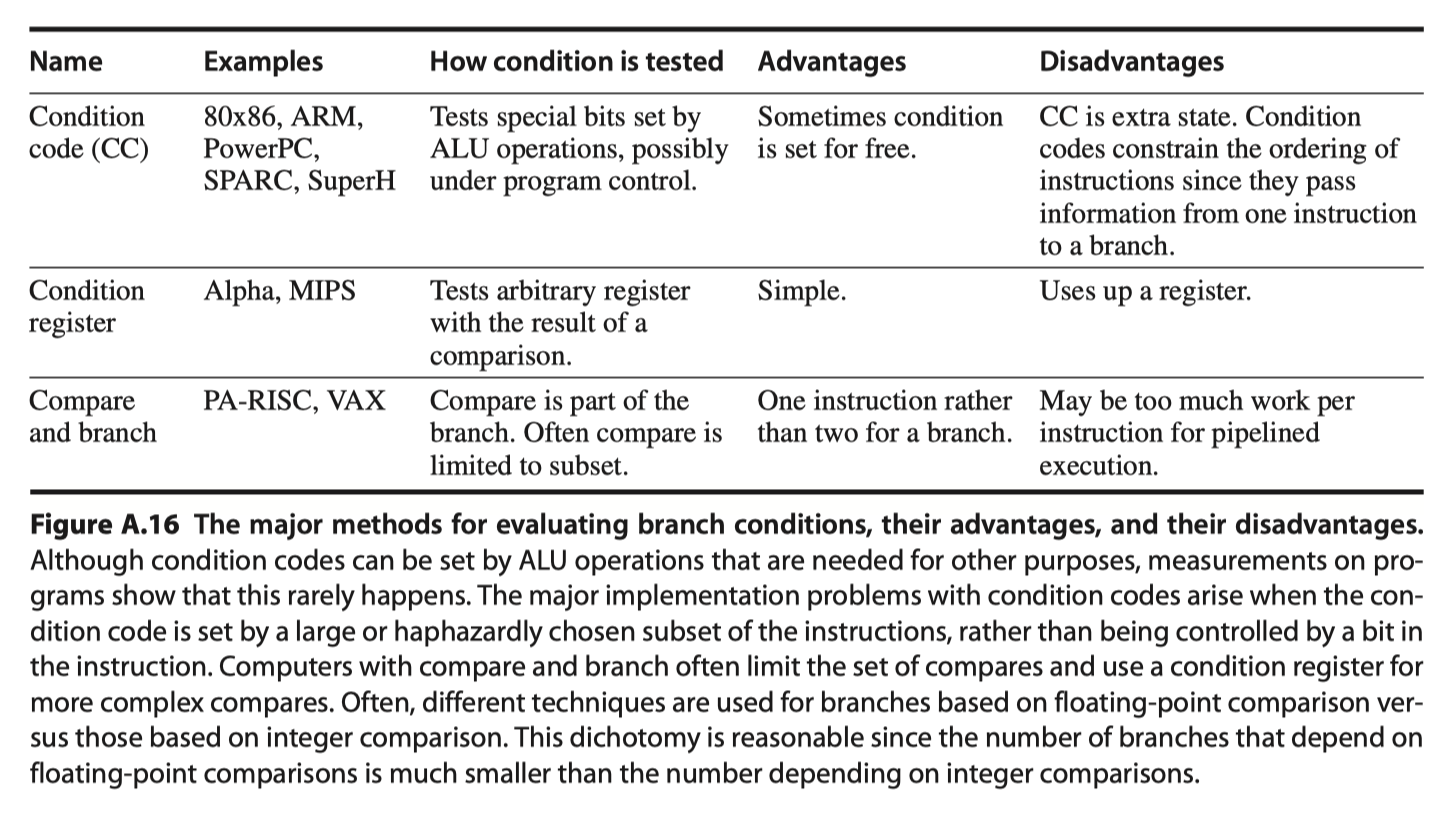 Name Examples How condition is tested Advantages Disadvantages
Condition 80x86, ARM, Tests special bits set by Sometimes condition CC is extra state. Condition
code (CC) PowerPC, ALU operations, possibly is set for free. codes constrain the ordering of
SPARC, SuperH under program control. instructions since they pass
information from one instruction
to a branch.
Condition Alpha, MIPS Tests arbitrary register Simple. Uses up a register.
register with the result of a
comparison.
Compare PA-RISC, VAX Compare is part of the One instruction rather May be too much work per
and branch branch. Often compare is than two for a branch. instruction for pipelined
limited to subset. execution.
Figure A.16 The major methods for evaluating branch conditions, their advantages, and their disadvantages.
Although condition codes can be set by ALU operations that are needed for other purposes, measurements on pro-
grams show that this rarely happens. The major implementation problems with condition codes arise when the con-
dition code is set by a large or haphazardly chosen subset of the instructions, rather than being controlled by a bit in
the instruction. Computers with compare and branch often limit the set of compares and use a condition register for
more complex compares. Often, different techniques are used for branches based on floating-point comparison ver-
sus those based on integer comparison. This dichotomy is reasonable since the number of branches that depend on
floating-point comparisons is much smaller than the number depending on integer comparisons.